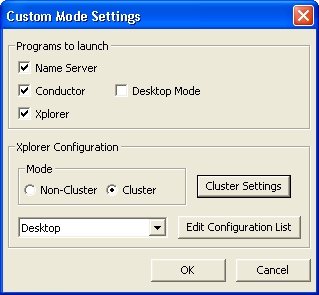 Custom Mode Settings
Programs to launch
Name Server
Conductor Desktop Mode
Xplorer
Xplorer Configuration
Mode
Non-Cluster Cluster
Cluster Settings
Desktop
Edit Configuration List
OK Cancel